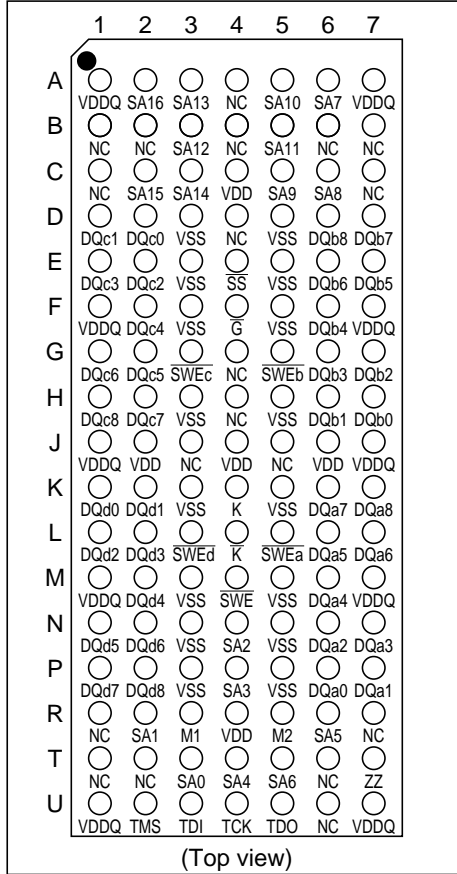 1 2 3 4 5 6 7
A
VDDQ SA16 SA13 NC SA10 SA7 VDDQ
B
NC NC SA12 NC SA11 NC NC
C
NC SA15 SA14 VDD SA9 SA8 NC
D
DQc1 DQc0 VSS NC VSS DQb8 DQb7
E
DQc3 DQc2 VSS S̅S̅ VSS DQb6 DQb5
F
VDDQ DQc4 VSS G̅ VSS DQb4 VDDQ
G
DQc6 DQc5 S̅W̅E̅c̅ NC S̅W̅E̅b̅ DQb3 DQb2
H
DQc8 DQc7 VSS NC VSS DQb1 DQb0
J
VDDQ VDD NC VDD NC VDD VDDQ
K
DQd0 DQd1 VSS K VSS DQa7 DQa8
L
DQd2 DQd3 S̅W̅E̅d̅ K̅ S̅W̅E̅a̅ DQa5 DQa6
M
VDDQ DQd4 VSS S̅W̅E̅ VSS DQa4 VDDQ
N
DQd5 DQd6 VSS SA2 VSS DQa2 DQa3
P
DQd7 DQd8 VSS SA3 VSS DQa0 DQa1
R
NC SA1 M1 VDD M2 SA5 NC
T
NC NC SA0 SA4 SA6 NC ZZ
U
VDDQ TMS TDI TCK TDO NC VDDQ
(Top view)